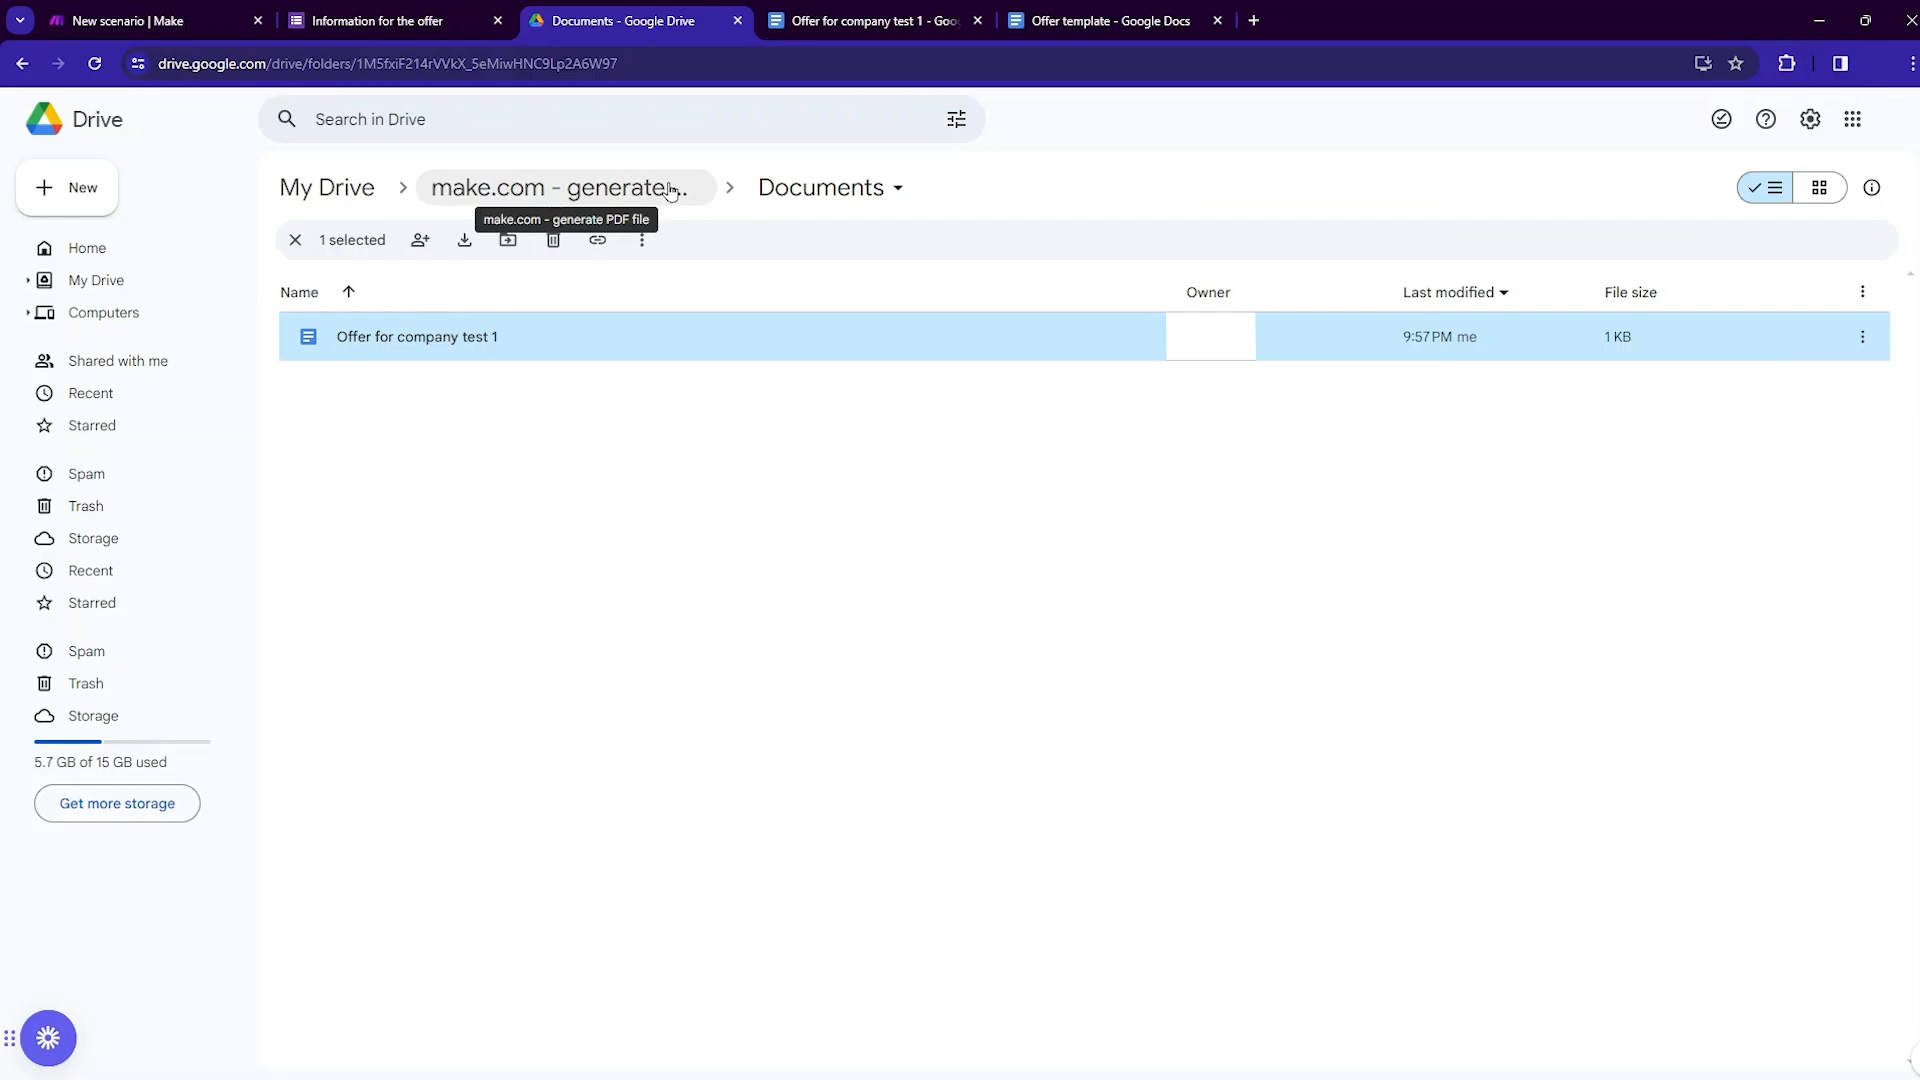 New scenario | Make
Information for the offer
Documents - Google Drive
Offer for company test 1 - Goo
Offer template - Google Docs
drive.google.com/drive/folders/1M5fxiF214rVVkX_5eMiwHNC9Lp2A6W97
Drive
Search in Drive
New
My Drive
make.com - generate...
Documents
make.com - generate PDF file
1 selected
Home
My Drive
Computers
Shared with me
Recent
Starred
Spam
Trash
Storage
Recent
Starred
Spam
Trash
Storage
5.7 GB of 15 GB used
Get more storage
Name
Owner
Last modified
File size
Offer for company test 1
9:57 PM me
1 KB